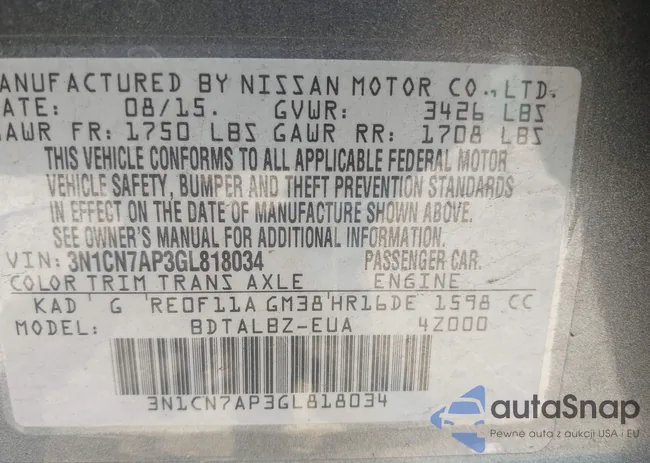 MANUFACTURED BY NISSAN MOTOR CO., LTD.
DATE: 08/15. GVWR: 3426 LBS
GAWR FR: 1750 LBS GAWR RR: 1708 LBS
THIS VEHICLE CONFORMS TO ALL APPLICABLE FEDERAL MOTOR
VEHICLE SAFETY, BUMPER AND THEFT PREVENTION STANDARDS
IN EFFECT ON THE DATE OF MANUFACTURE SHOWN ABOVE.
SEE OWNER'S MANUAL FOR ADDITIONAL INFORMATION.
VIN: 3N1CN7AP3GL818034 PASSENGER CAR.
COLOR TRIM TRANS AXLE ENGINE
KAD G RE0F11A GM38 HR16DE 1598 CC
MODEL: BDTALBZ-EUA 4Z000
3N1CN7AP3GL818034
autaSnap
Pewne auta z aukcji USA i EU